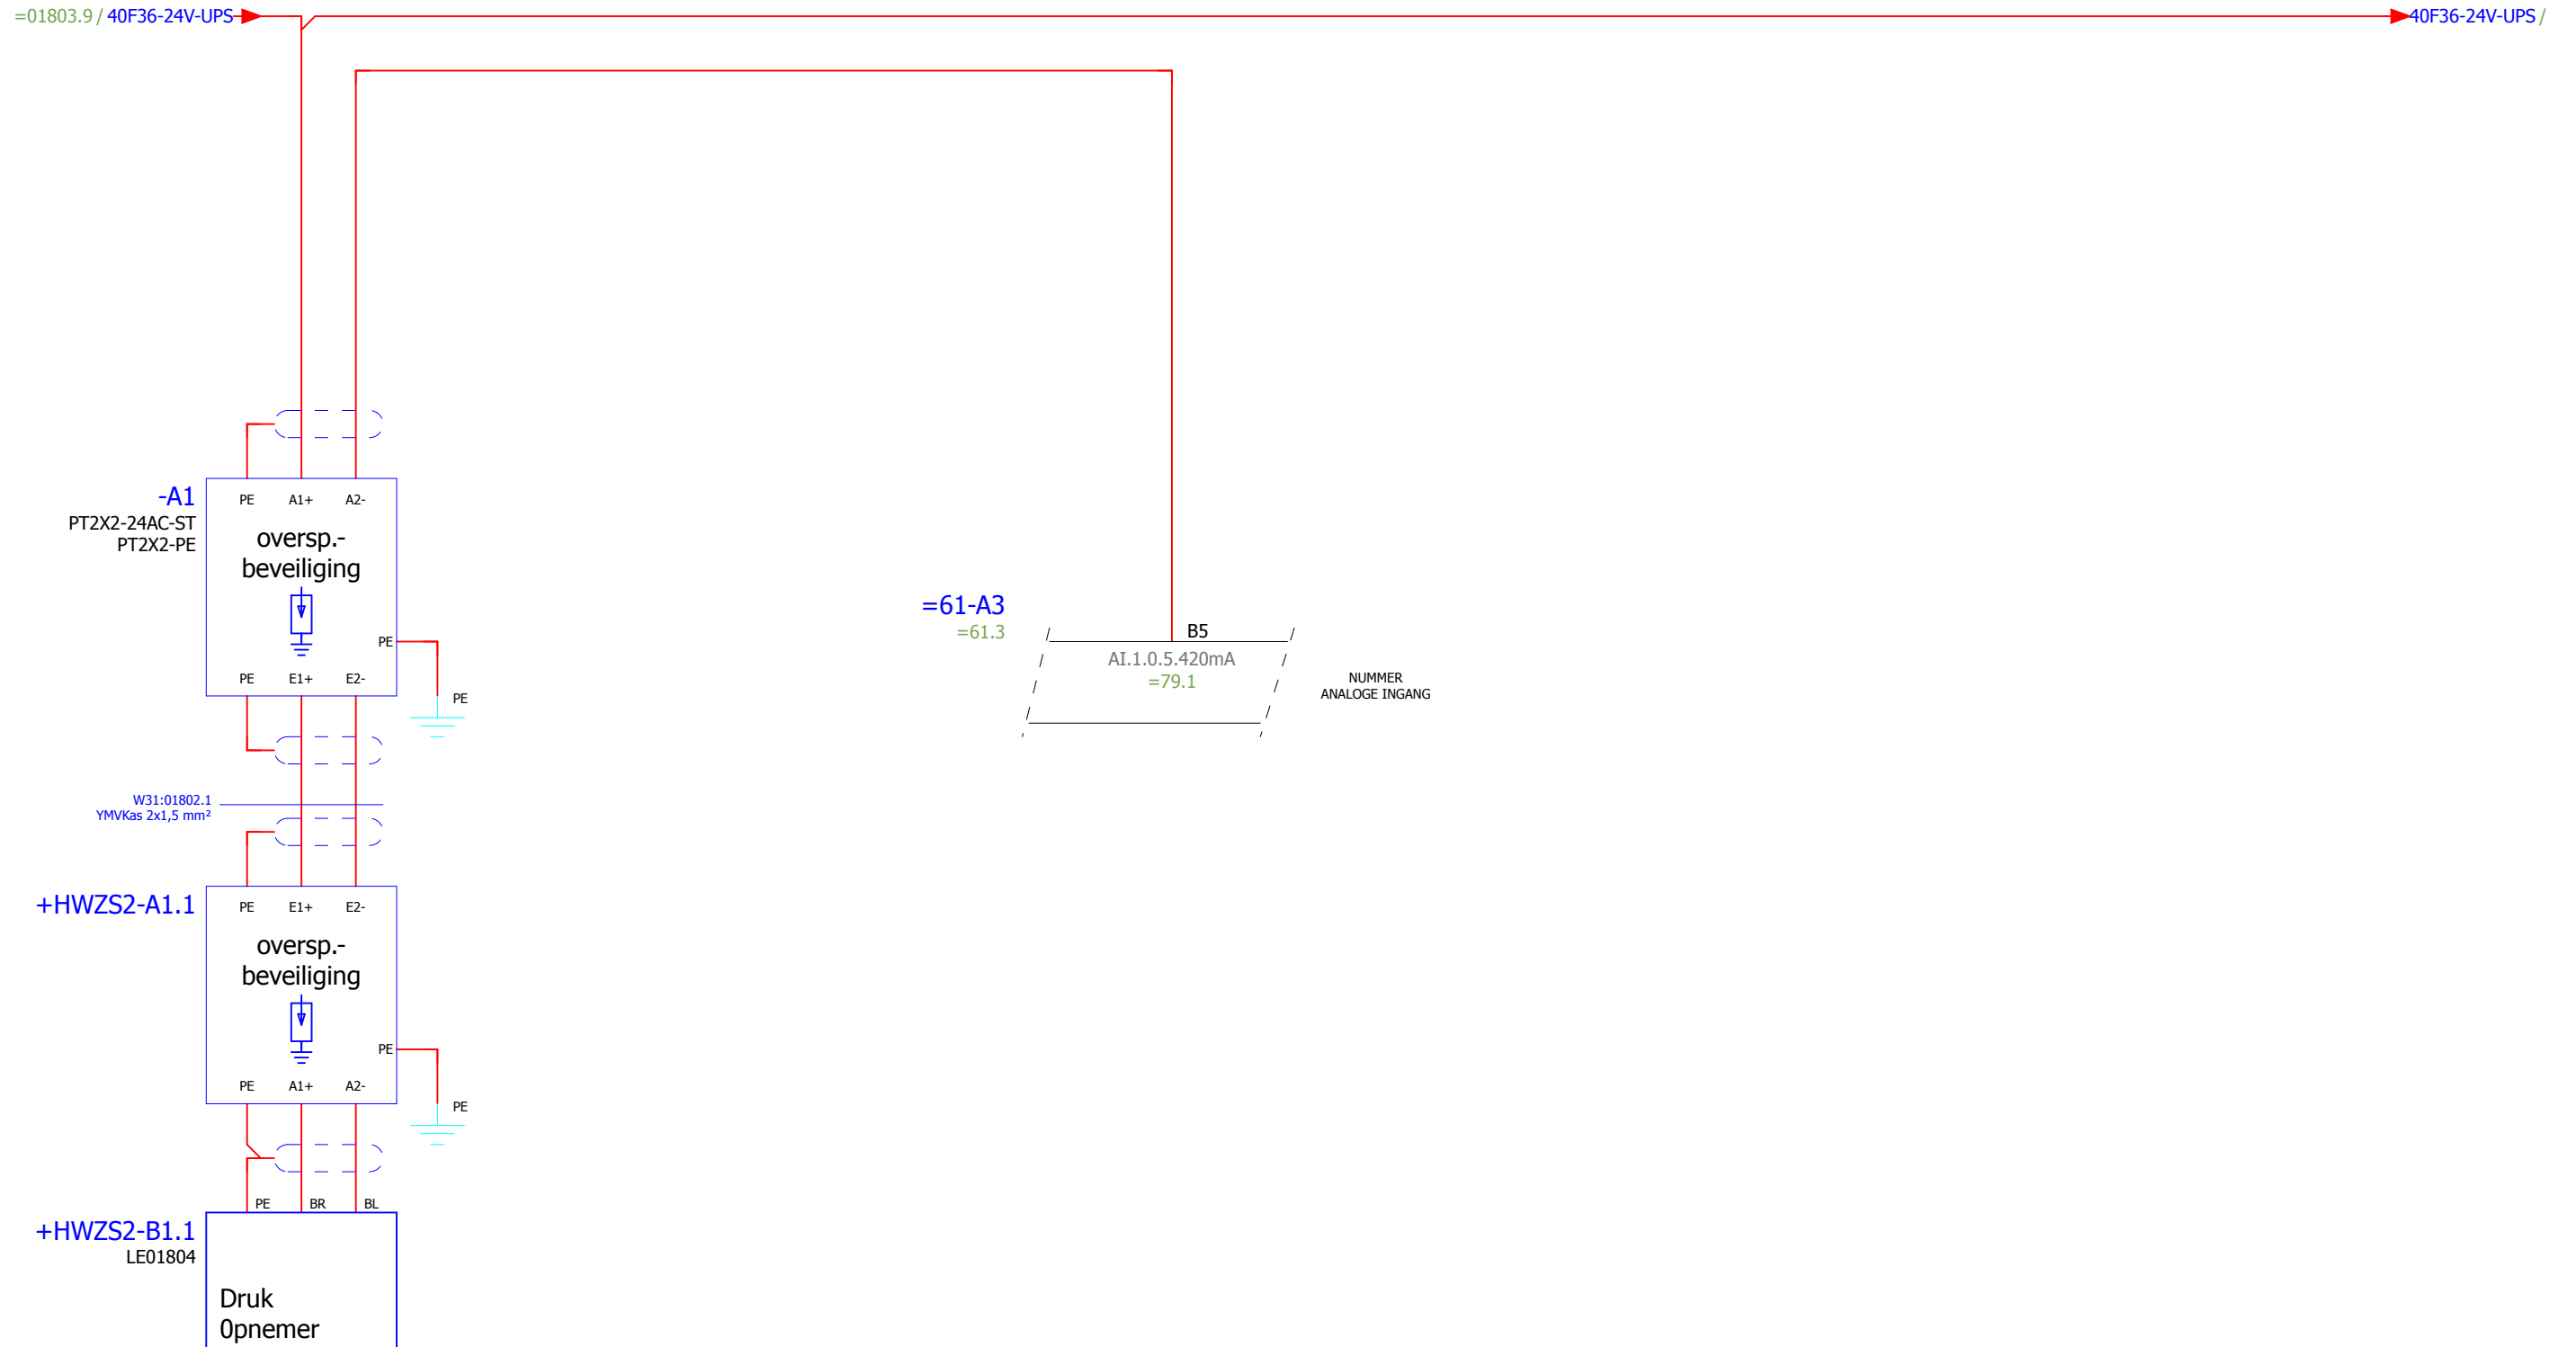 =01803.9 / 40F36-24V-UPS
40F36-24V-UPS /
-A1
PT2X2-24AC-ST
PT2X2-PE
PE A1+ A2-
oversp.-
beveiliging
PE
PE E1+ E2-
PE
=61-A3
=61.3
B5
AI.1.0.5.420mA
=79.1
NUMMER
ANALOGE INGANG
W31:01802.1
YMVKas 2x1,5 mm²
+HWZS2-A1.1
PE E1+ E2-
oversp.-
beveiliging
PE
PE A1+ A2-
PE
PE BR BL
+HWZS2-B1.1
LE01804
Druk
0pnemer